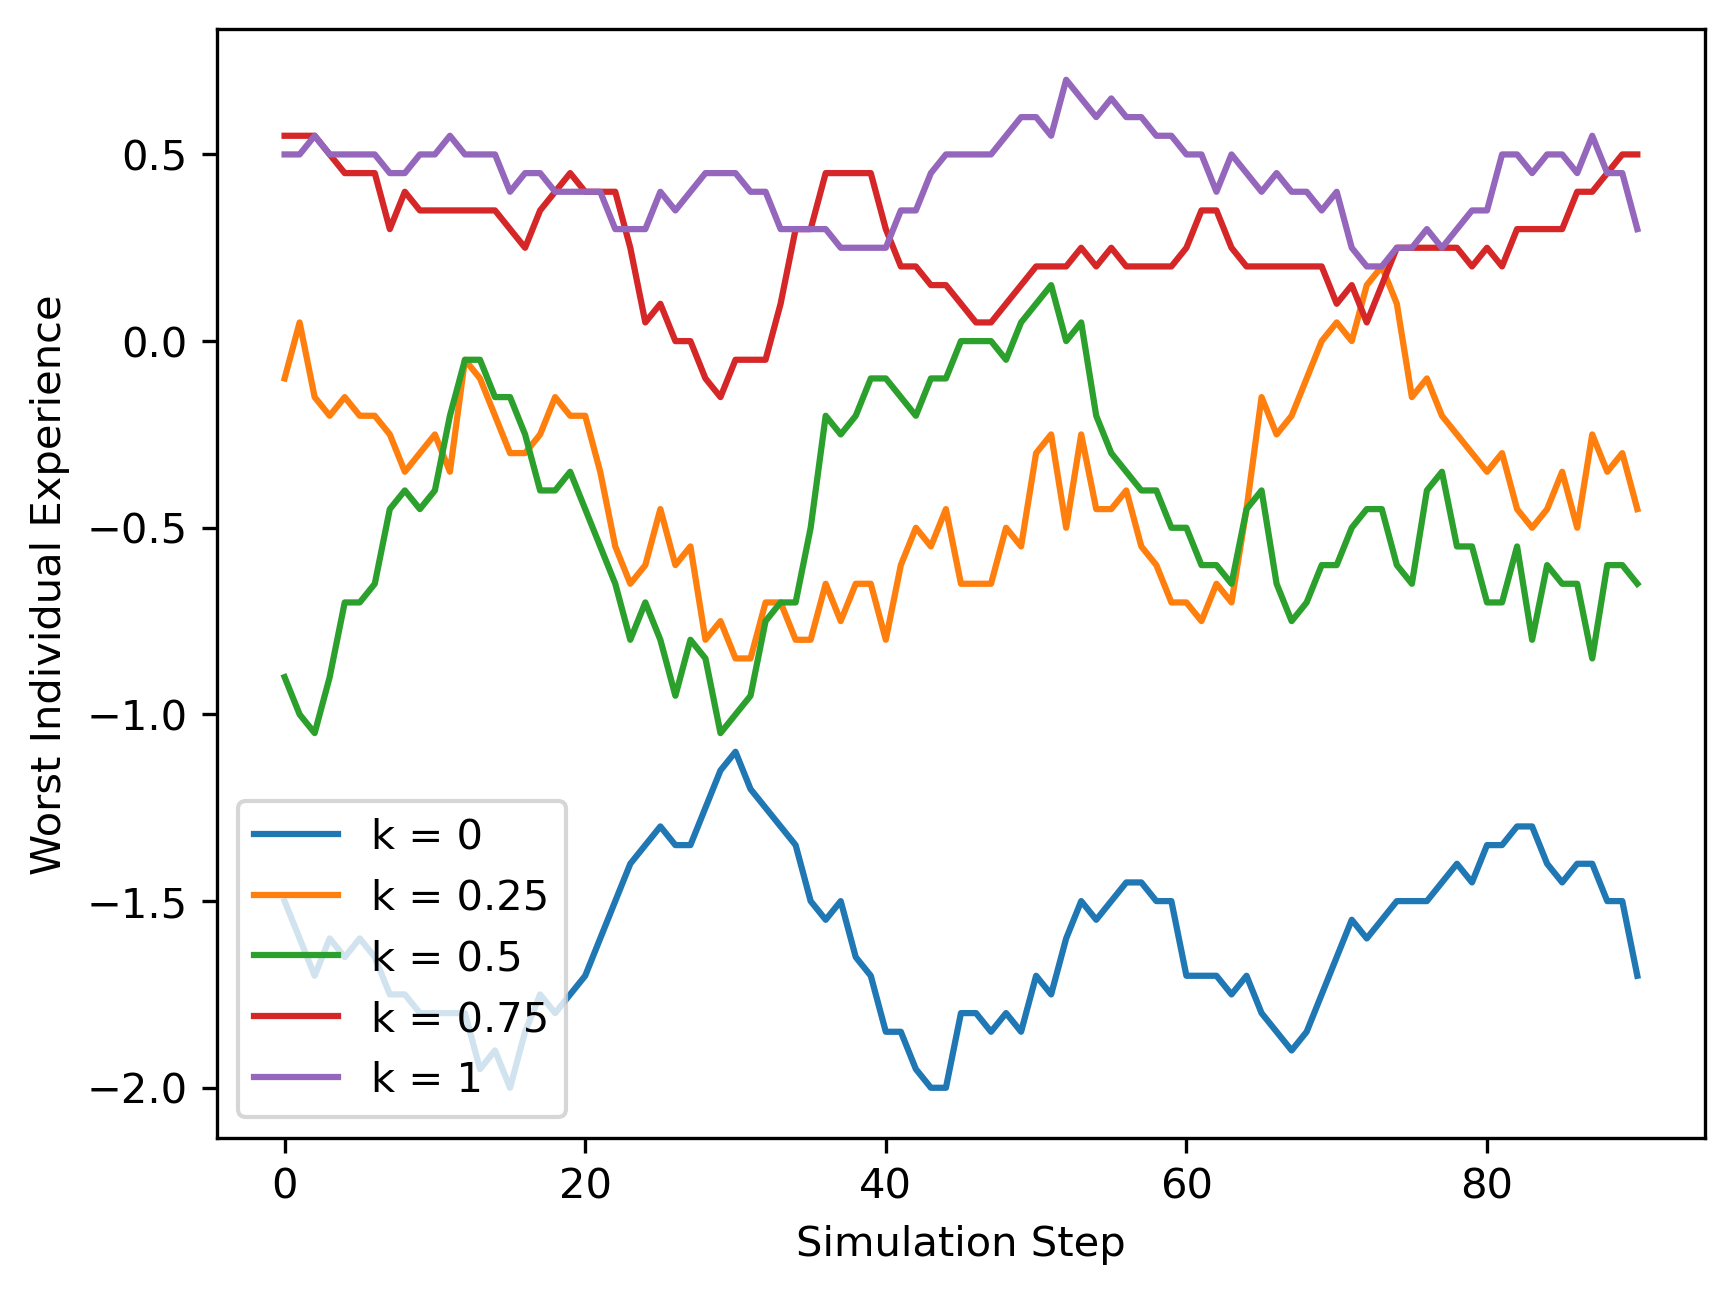 Worst Individual Experience
0.5
0.0
−0.5
−1.0
−1.5
−2.0
k = 0
k = 0.25
k = 0.5
k = 0.75
k = 1
0 20 40 60 80
Simulation Step